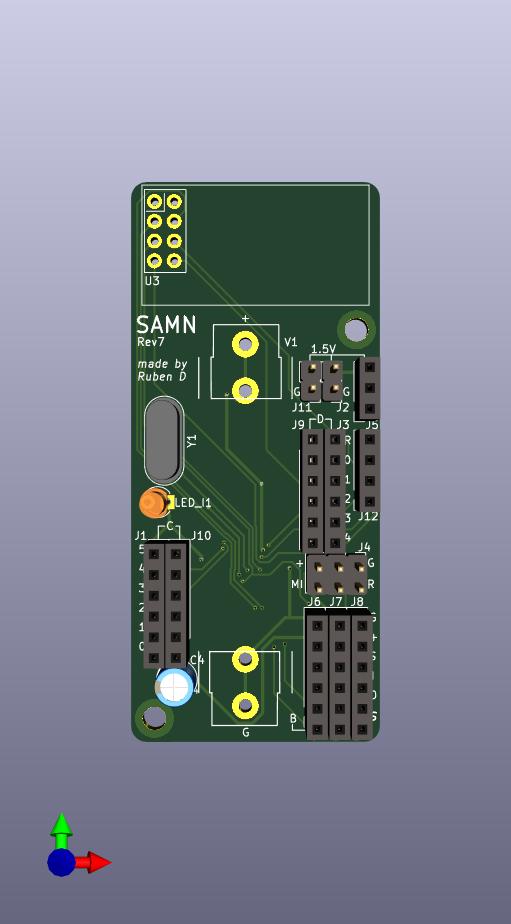 U3
SAMN
Rev7
+
V1
made by
Ruben D
1.5V
G
G
J11
J2
J9
D
J3
J5
R
0
1
2
3
4
Y1
LED_I1
J12
C
J1
J10
5
4
3
2
1
0
J4
+
G
MI
R
J6
J7
J8
G
+
S
C4
B
G
S